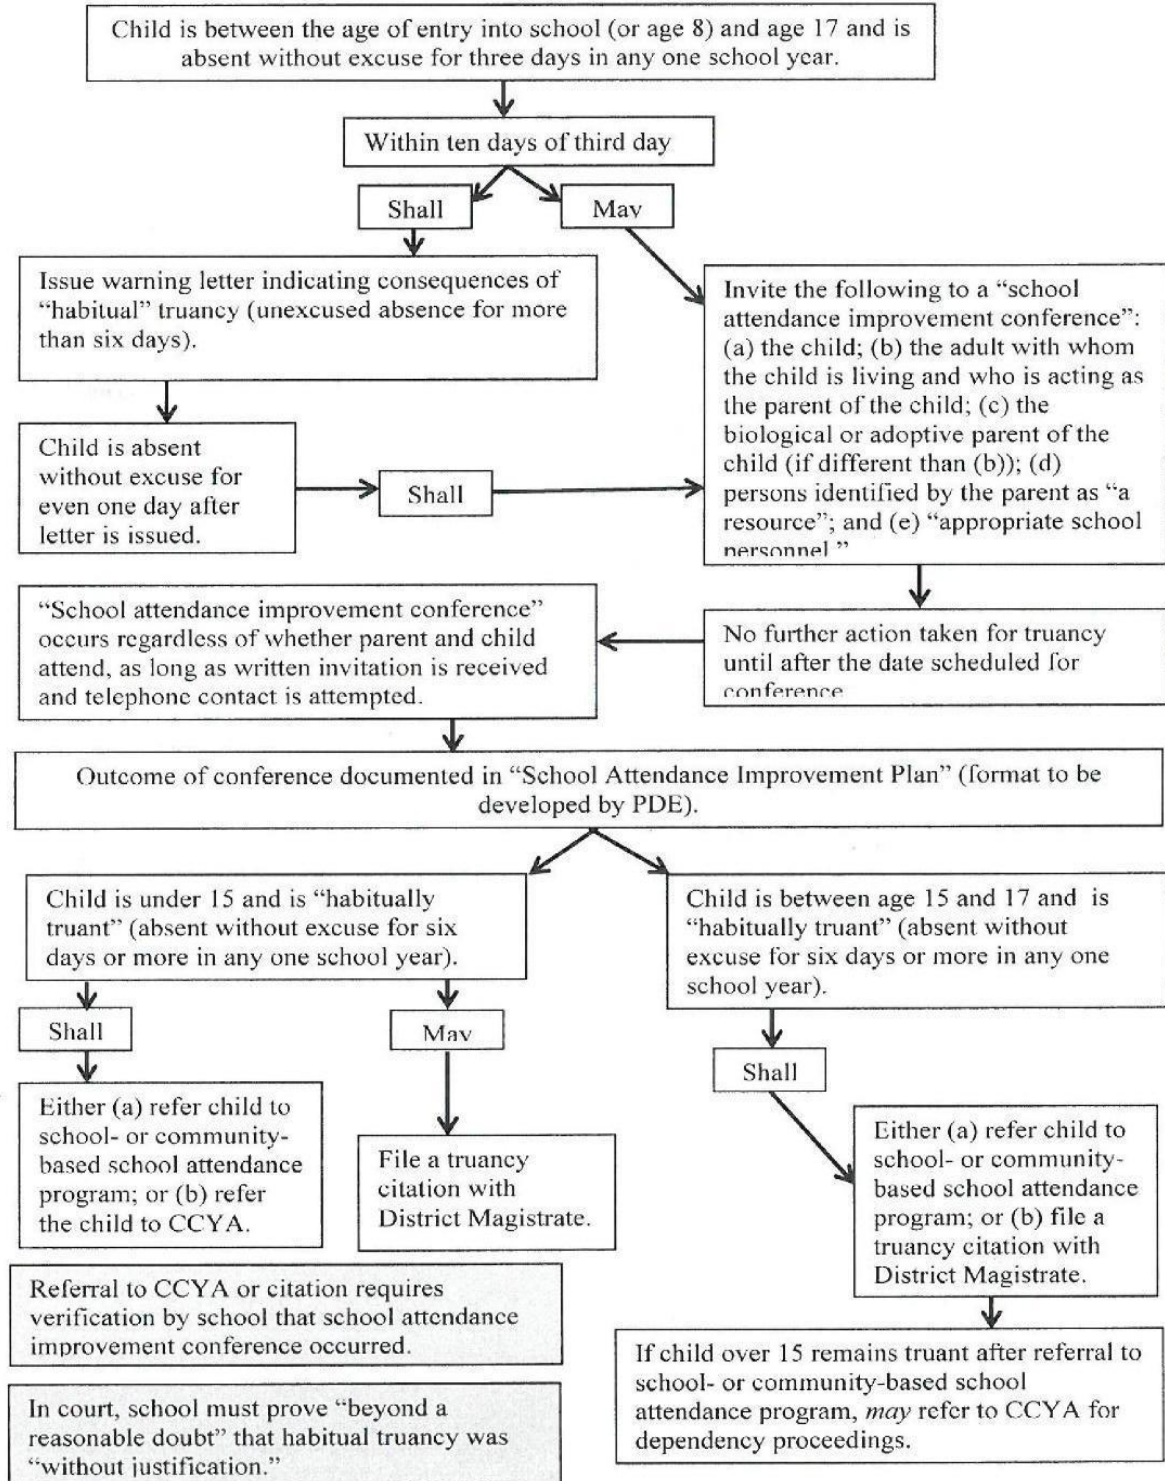 Child is between the age of entry into school (or age 8) and age 17 and is
absent without excuse for three days in any one school year.
Within ten days of third day
Shall
May
Issue warning letter indicating consequences of
“habitual” truancy (unexcused absence for more
than six days).
Invite the following to a “school
attendance improvement conference”:
(a) the child; (b) the adult with whom
the child is living and who is acting as
the parent of the child; (c) the
biological or adoptive parent of the
child (if different than (b)); (d)
persons identified by the parent as “a
resource”; and (e) “appropriate school
personnel.”
Child is absent
without excuse for
even one day after
letter is issued.
Shall
“School attendance improvement conference”
occurs regardless of whether parent and child
attend, as long as written invitation is received
and telephone contact is attempted.
No further action taken for truancy
until after the date scheduled for
conference
Outcome of conference documented in “School Attendance Improvement Plan” (format to be
developed by PDE).
Child is under 15 and is “habitually
truant” (absent without excuse for six
days or more in any one school year).
Child is between age 15 and 17 and is
“habitually truant” (absent without
excuse for six days or more in any one
school year).
Shall
May
Shall
Either (a) refer child to
school- or community-
based school attendance
program; or (b) refer
the child to CCYA.
File a truancy
citation with
District Magistrate.
Either (a) refer child to
school- or community-
based school attendance
program; or (b) file a
truancy citation with
District Magistrate.
Referral to CCYA or citation requires
verification by school that school attendance
improvement conference occurred.
If child over 15 remains truant after referral to
school- or community-based school
attendance program, may refer to CCYA for
dependency proceedings.
In court, school must prove “beyond a
reasonable doubt” that habitual truancy was
“without justification.”